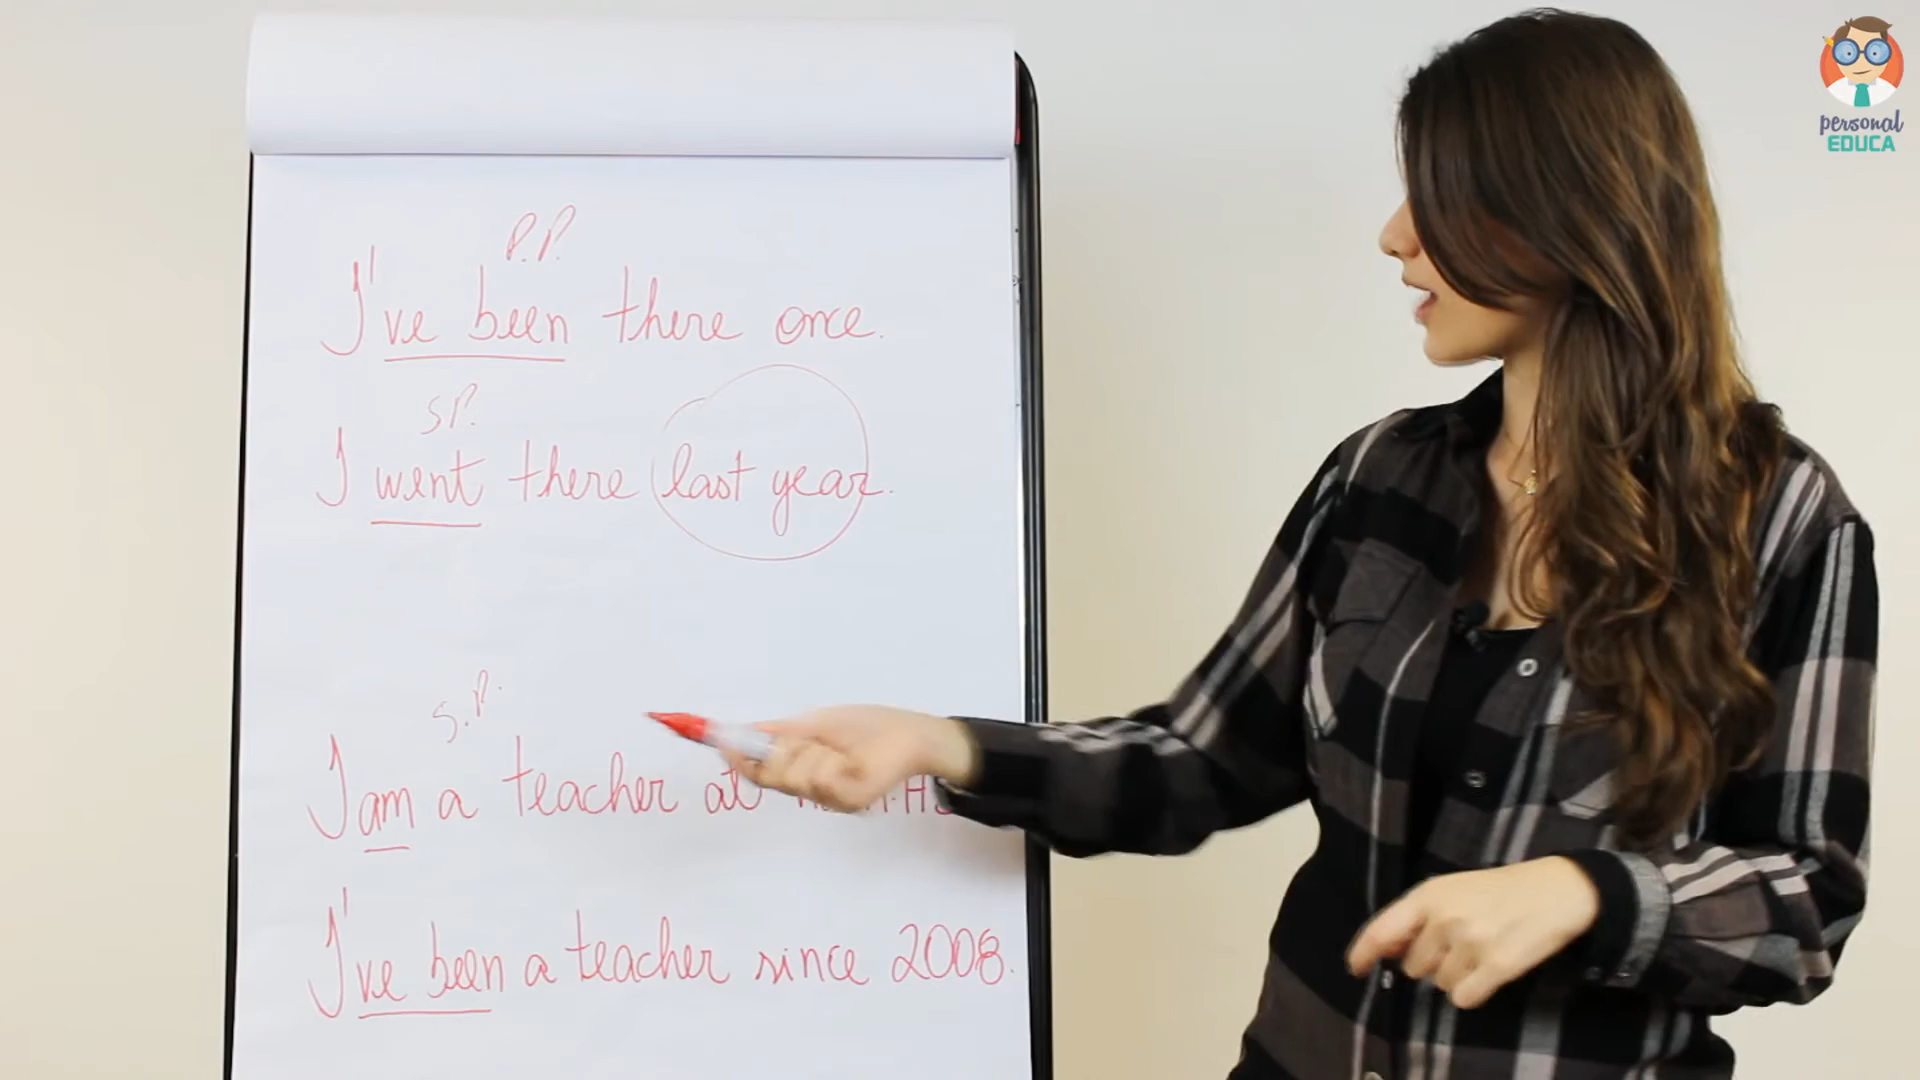 personal
EDUCA
P.P.
I've been there once.
S P.
I went there last year.
S.P.
I am a teacher at
I've been a teacher since 2008.